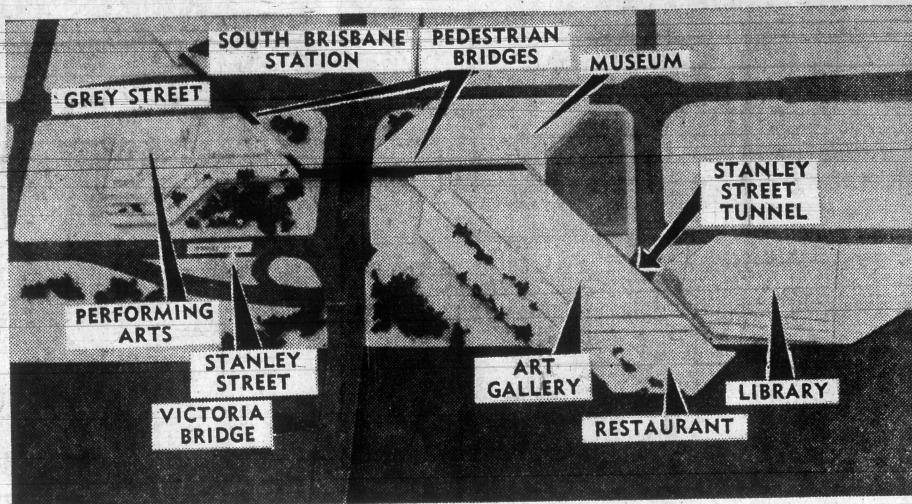 SOUTH BRISBANE
STATION
PEDESTRIAN
BRIDGES
MUSEUM
GREY STREET
STANLEY
STREET
TUNNEL
PERFORMING
ARTS
STANLEY
STREET
VICTORIA
BRIDGE
ART
GALLERY
RESTAURANT
LIBRARY